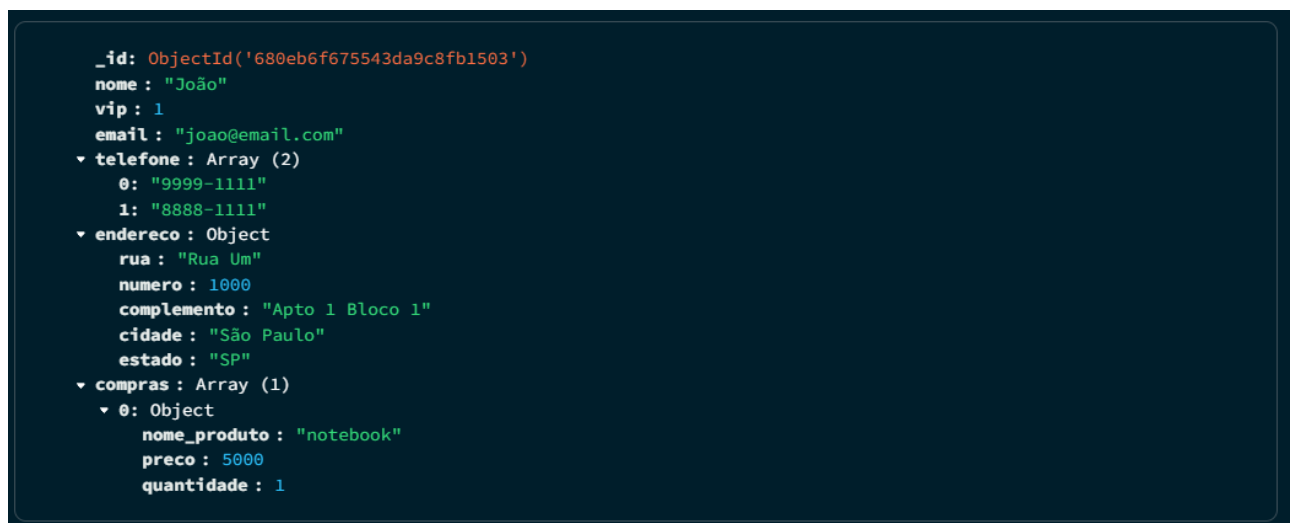 _id: ObjectId('680eb6f675543da9c8fb1503')
nome : "João"
vip : 1
email : "joao@email.com"
telefone : Array (2)
0: "9999-1111"
1: "8888-1111"
endereco : Object
rua : "Rua Um"
numero : 1000
complemento : "Apto 1 Bloco 1"
cidade : "São Paulo"
estado : "SP"
compras : Array (1)
0: Object
nome_produto : "notebook"
preco : 5000
quantidade : 1